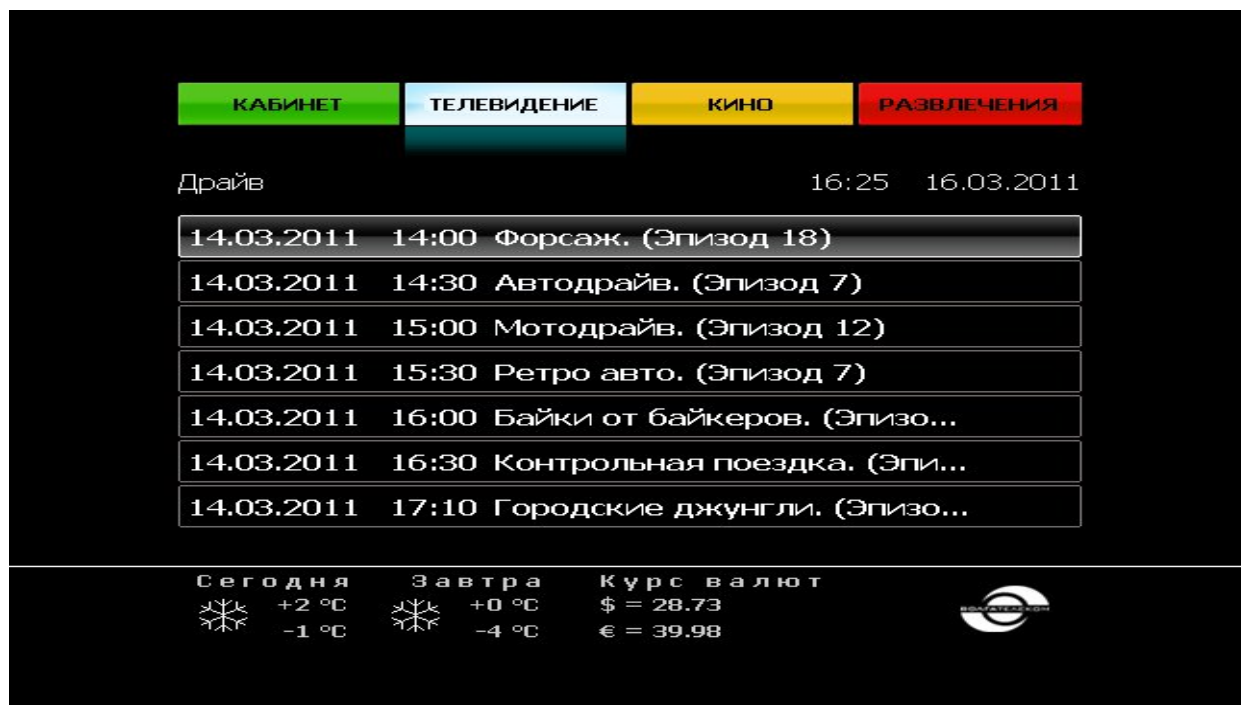 КАБИНЕТ ТЕЛЕВИДЕНИЕ КИНО РАЗВЛЕЧЕНИЯ
Драйв 16:25 16.03.2011
14.03.2011 14:00 Форсаж. (Эпизод 18)
14.03.2011 14:30 Автодрайв. (Эпизод 7)
14.03.2011 15:00 Мотодрайв. (Эпизод 12)
14.03.2011 15:30 Ретро авто. (Эпизод 7)
14.03.2011 16:00 Байки от байкеров. (Эпизо...
14.03.2011 16:30 Контрольная поездка. (Эпи...
14.03.2011 17:10 Городские джунгли. (Эпизо...
Сегодня Завтра Курс валют
+2 °C +0 °C $ = 28.73
-1 °C -4 °C € = 39.98
ВОЛГАТЕЛЕКОМ